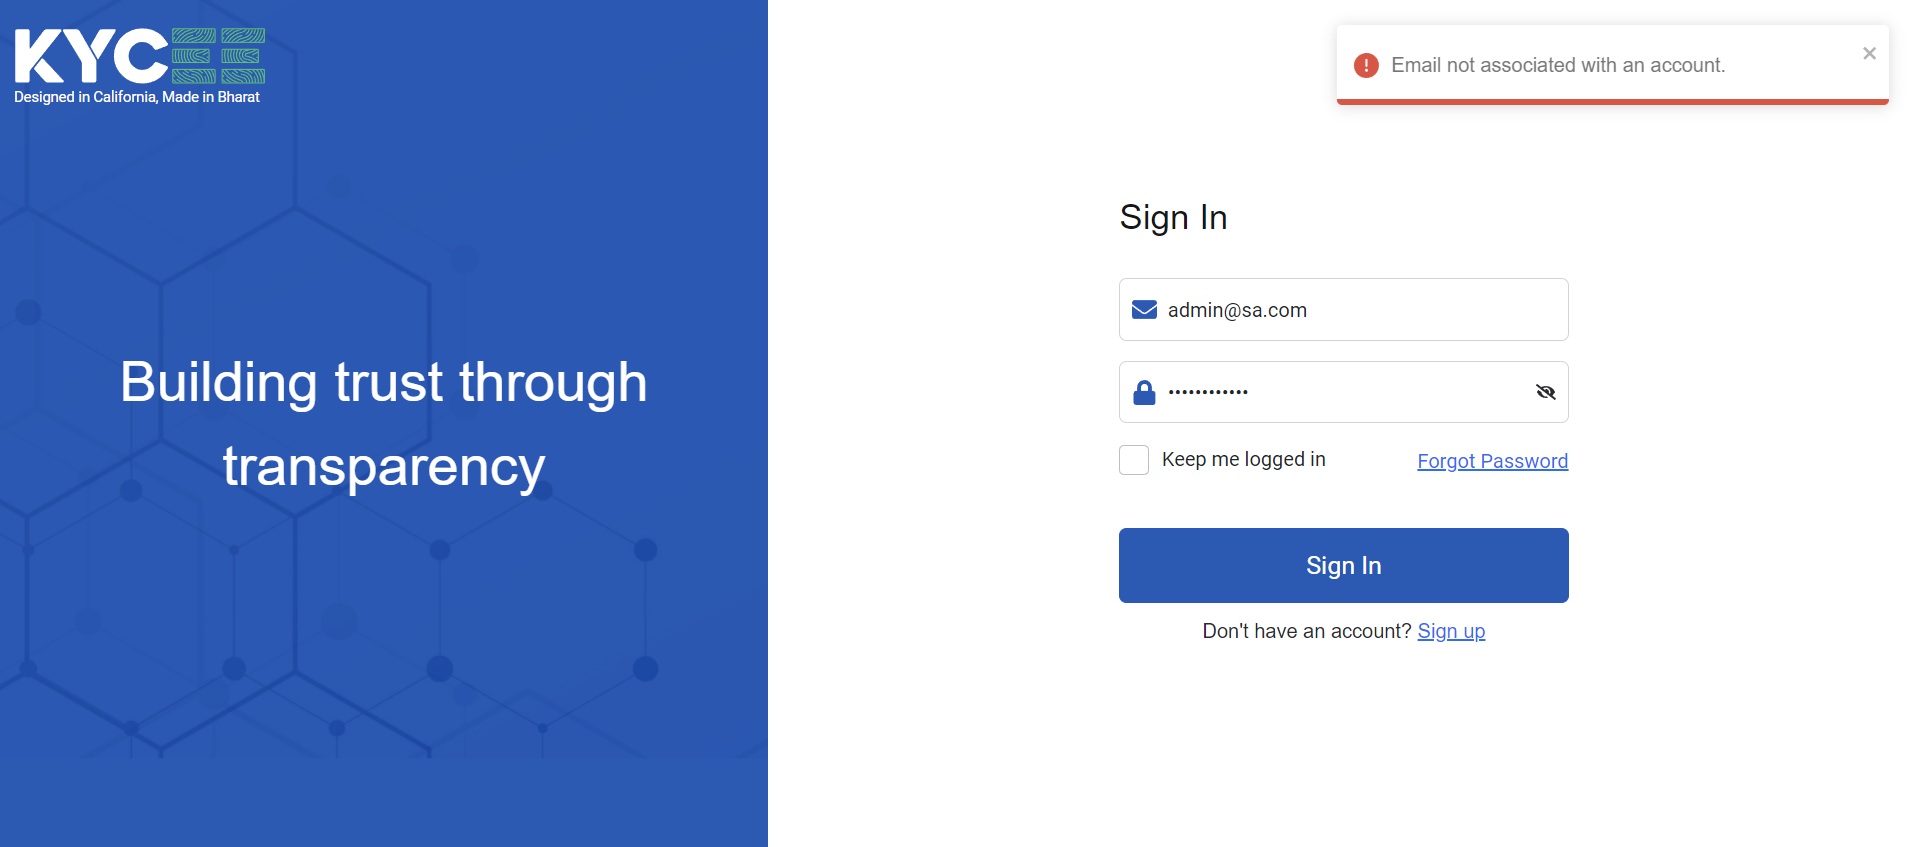 KYCEE
Designed in California, Made in Bharat
Building trust through
transparency
Email not associated with an account.
Sign In
admin@sa.com
••••••••••••
Keep me logged in
Forgot Password
Sign In
Don't have an account? Sign up